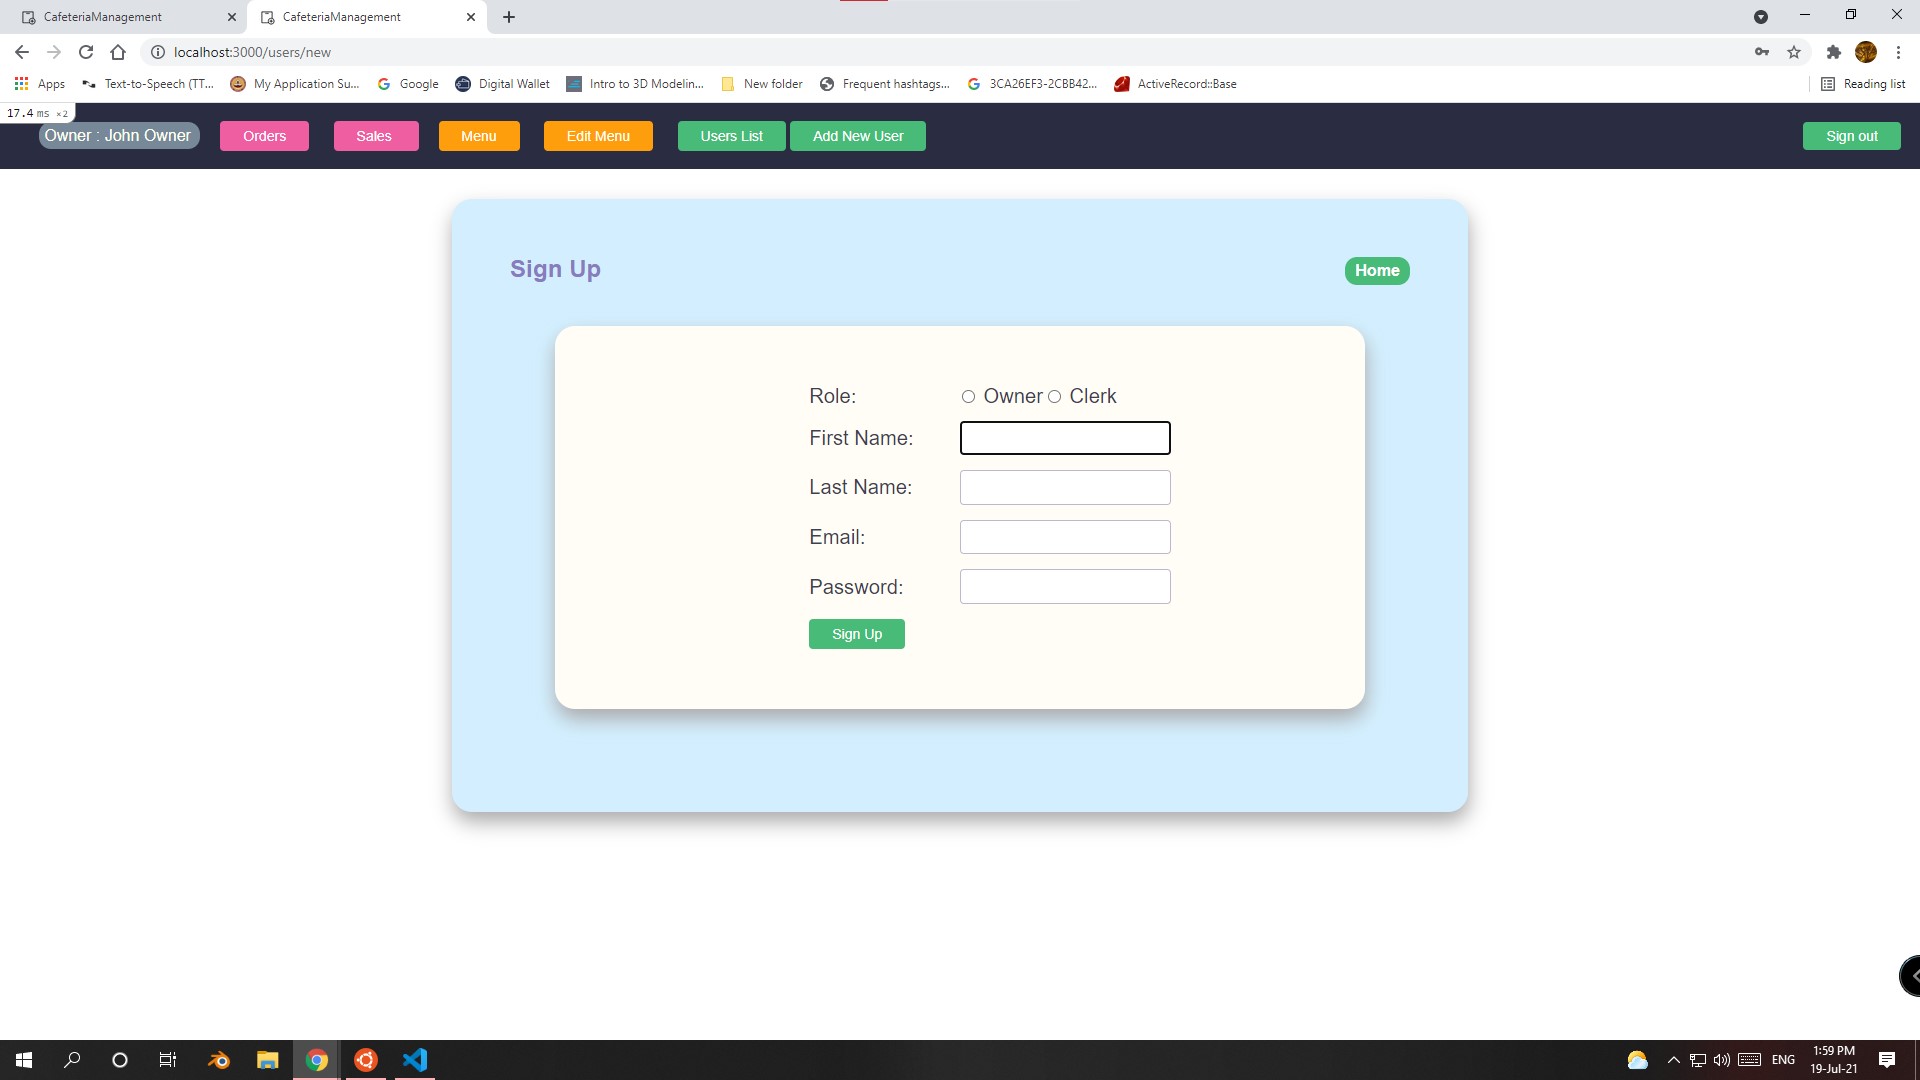 CafeteriaManagement
CafeteriaManagement
localhost:3000/users/new
Apps
Text-to-Speech (TT...
My Application Su...
Google
Digital Wallet
Intro to 3D Modelin...
New folder
Frequent hashtags...
3CA26EF3-2CBB42...
ActiveRecord::Base
Reading list
17.4 ms ×2
Owner : John Owner
Orders
Sales
Menu
Edit Menu
Users List
Add New User
Sign out
Sign Up
Home
Role:
Owner
Clerk
First Name:
Last Name:
Email:
Password:
Sign Up
ENG
1:59 PM
19-Jul-21